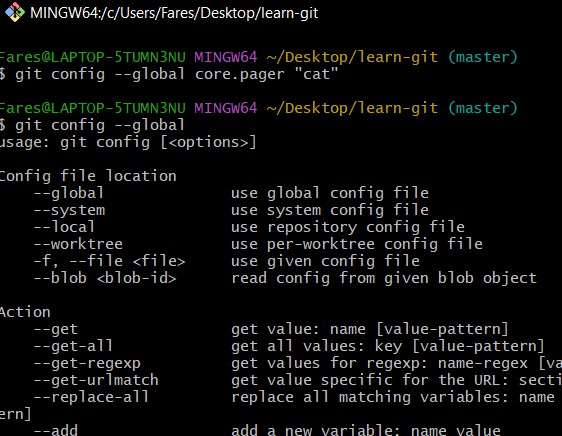 MINGW64:/c/Users/Fares/Desktop/learn-git
Fares@LAPTOP-5TUMN3NU MINGW64 ~/Desktop/learn-git (master)
$ git config --global core.pager "cat"
Fares@LAPTOP-5TUMN3NU MINGW64 ~/Desktop/learn-git (master)
$ git config --global
usage: git config [<options>]
Config file location
--global use global config file
--system use system config file
--local use repository config file
--worktree use per-worktree config file
-f, --file <file> use given config file
--blob <blob-id> read config from given blob object
Action
--get get value: name [value-pattern]
--get-all get all values: key [value-pattern]
--get-regexp get values for regexp: name-regex [va
--get-urlmatch get value specific for the URL: secti
--replace-all replace all matching variables: name
ern]
--add add a new variable: name value